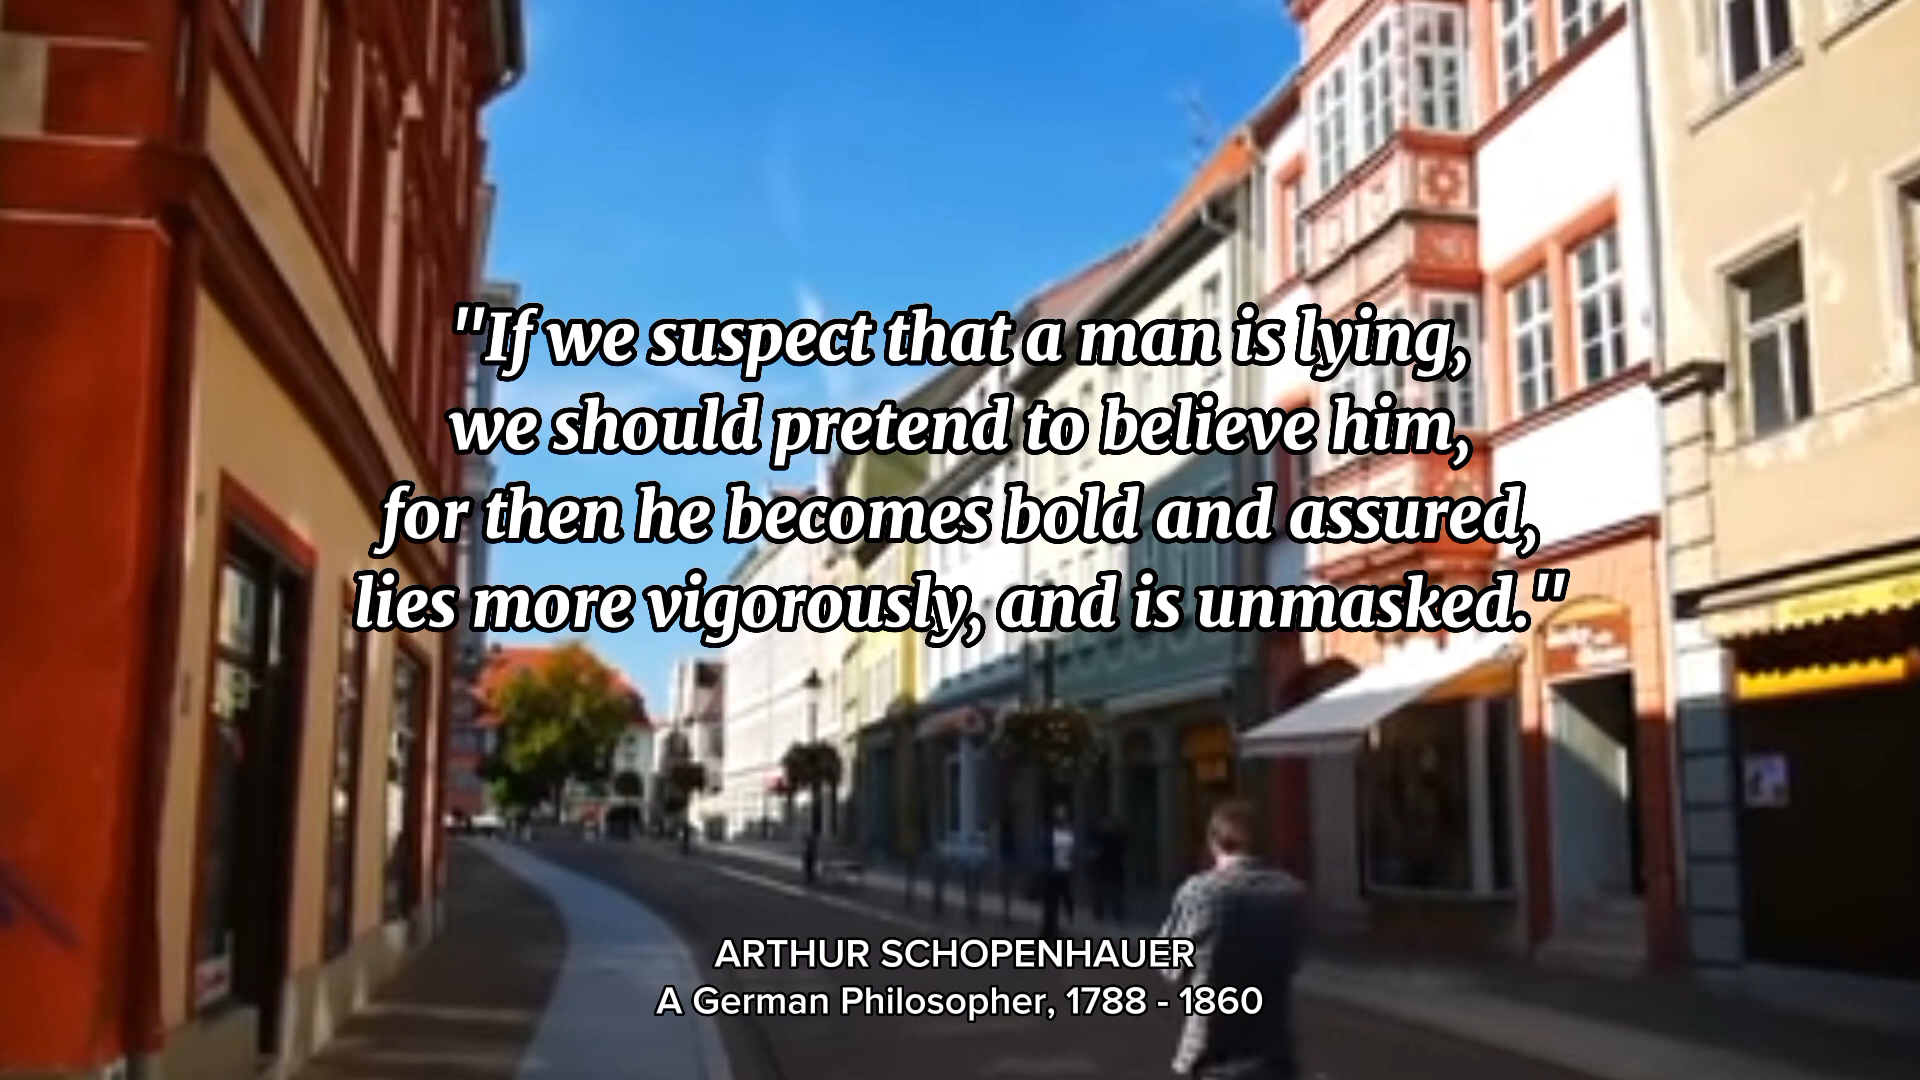 "If we suspect that a man is lying,
we should pretend to believe him,
for then he becomes bold and assured,
lies more vigorously, and is unmasked."
ARTHUR SCHOPENHAUER
A German Philosopher, 1788 - 1860